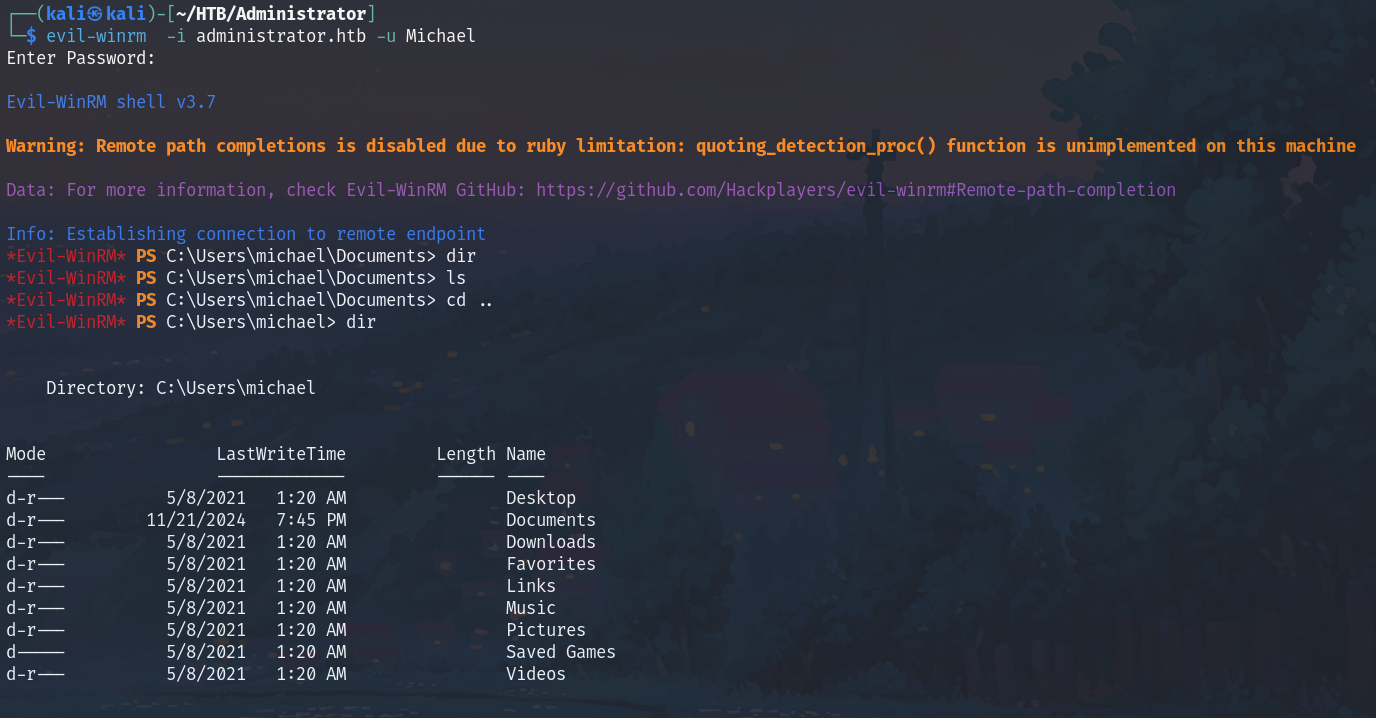 ┌──(kali㉿kali)-[~/HTB/Administrator]
└─$ evil-winrm  -i administrator.htb -u Michael
Enter Password:
Evil-WinRM shell v3.7
Warning: Remote path completions is disabled due to ruby limitation: quoting_detection_proc() function is unimplemented on this machine
Data: For more information, check Evil-WinRM GitHub: https://github.com/Hackplayers/evil-winrm#Remote-path-completion
Info: Establishing connection to remote endpoint
*Evil-WinRM* PS C:\Users\michael\Documents> dir
*Evil-WinRM* PS C:\Users\michael\Documents> ls
*Evil-WinRM* PS C:\Users\michael\Documents> cd ..
*Evil-WinRM* PS C:\Users\michael> dir
    Directory: C:\Users\michael
Mode                 LastWriteTime         Length Name
----                 -------------         ------ ----
d-r---          5/8/2021   1:20 AM                Desktop
d-r---        11/21/2024   7:45 PM                Documents
d-r---          5/8/2021   1:20 AM                Downloads
d-r---          5/8/2021   1:20 AM                Favorites
d-r---          5/8/2021   1:20 AM                Links
d-r---          5/8/2021   1:20 AM                Music
d-r---          5/8/2021   1:20 AM                Pictures
d-----          5/8/2021   1:20 AM                Saved Games
d-r---          5/8/2021   1:20 AM                Videos